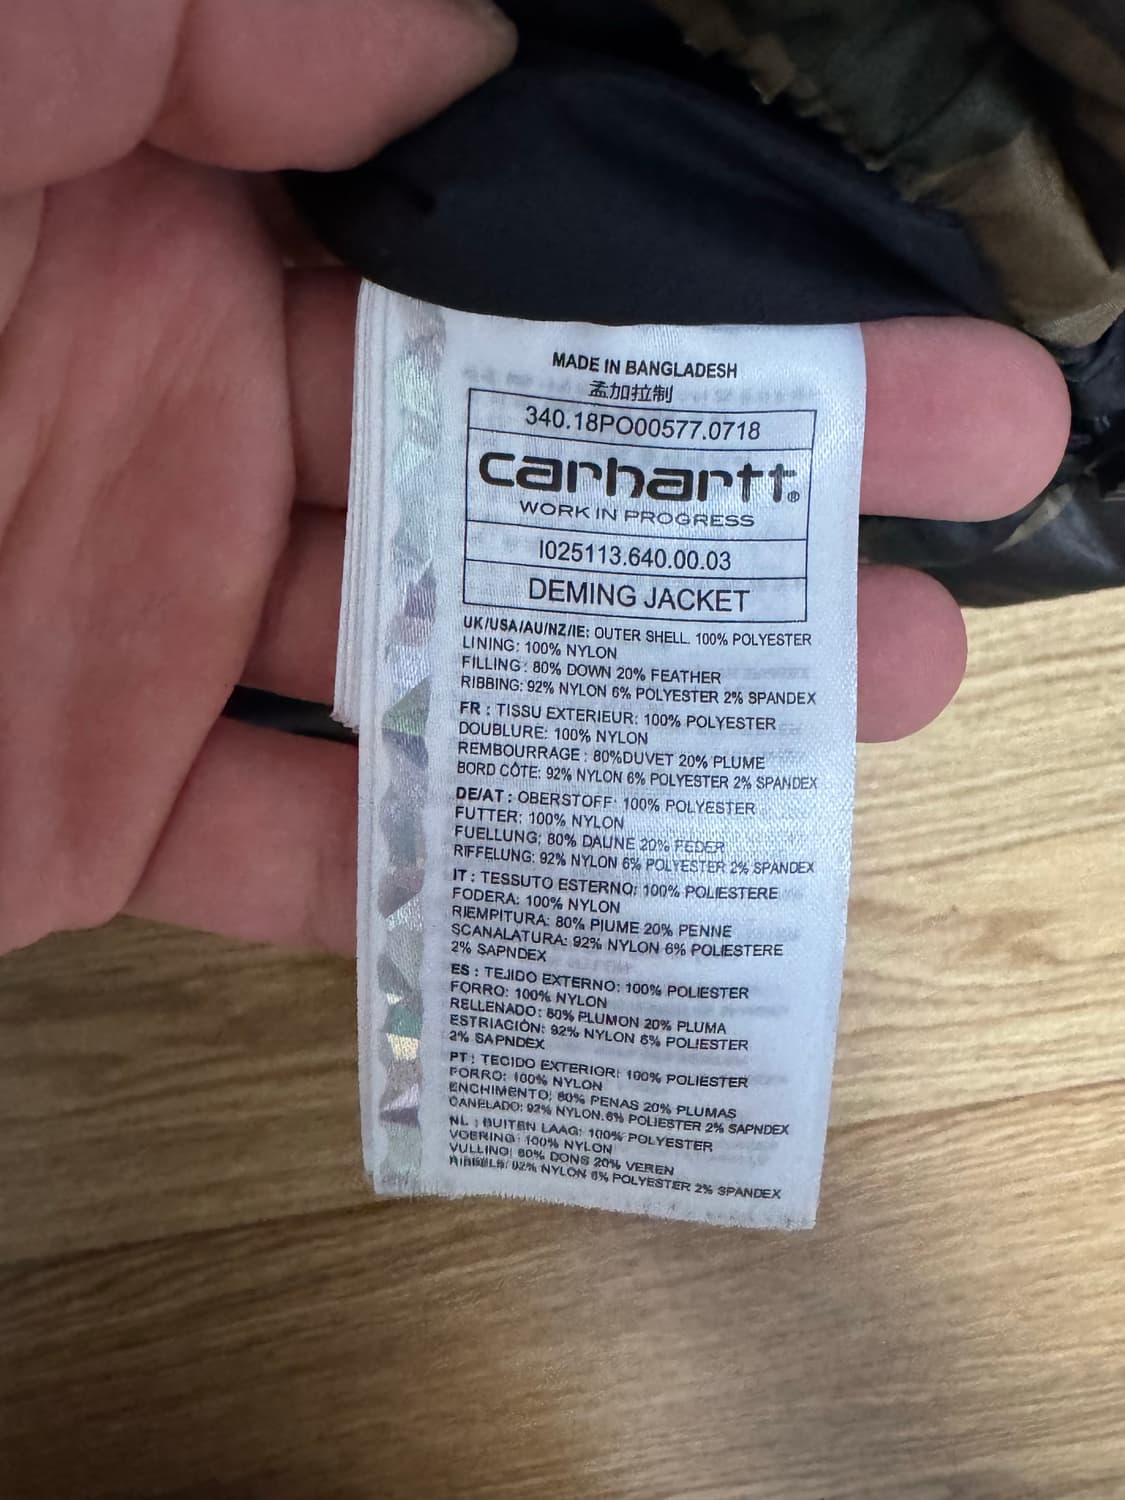 MADE IN BANGLADESH
孟加拉制
340.18PO00577.0718
carhartt®
WORK IN PROGRESS
I025113.640.00.03
DEMING JACKET
UK/USA/AU/NZ/IE: OUTER SHELL. 100% POLYESTER
LINING: 100% NYLON
FILLING: 80% DOWN 20% FEATHER
RIBBING: 92% NYLON 6% POLYESTER 2% SPANDEX
FR : TISSU EXTERIEUR: 100% POLYESTER
DOUBLURE: 100% NYLON
REMBOURRAGE : 80%DUVET 20% PLUME
BORD CÔTE: 92% NYLON 6% POLYESTER 2% SPANDEX
DE/AT : OBERSTOFF: 100% POLYESTER
FUTTER: 100% NYLON
FUELLUNG: 80% DAUNE 20% FEDER
RIFFELUNG: 92% NYLON 6% POLYESTER 2% SPANDEX
IT : TESSUTO ESTERNO: 100% POLIESTERE
FODERA: 100% NYLON
RIEMPITURA: 80% PIUME 20% PENNE
SCANALATURA: 92% NYLON 6% POLIESTERE
2% SAPNDEX
ES : TEJIDO EXTERNO: 100% POLIESTER
FORRO: 100% NYLON
RELLENADO: 80% PLUMON 20% PLUMA
ESTRIACIÓN: 92% NYLON 6% POLIESTER
2% SAPNDEX
PT : TECIDO EXTERIOR: 100% POLIESTER
FORRO: 100% NYLON
ENCHIMENTO: 80% PENAS 20% PLUMAS
CANELADO: 92% NYLON.6% POLIESTER 2% SAPNDEX
NL : BUITEN LAAG: 100% POLYESTER
VOERING: 100% NYLON
VULLING: 80% DONS 20% VEREN
92% NYLON 6% POLYESTER 2% SPANDEX